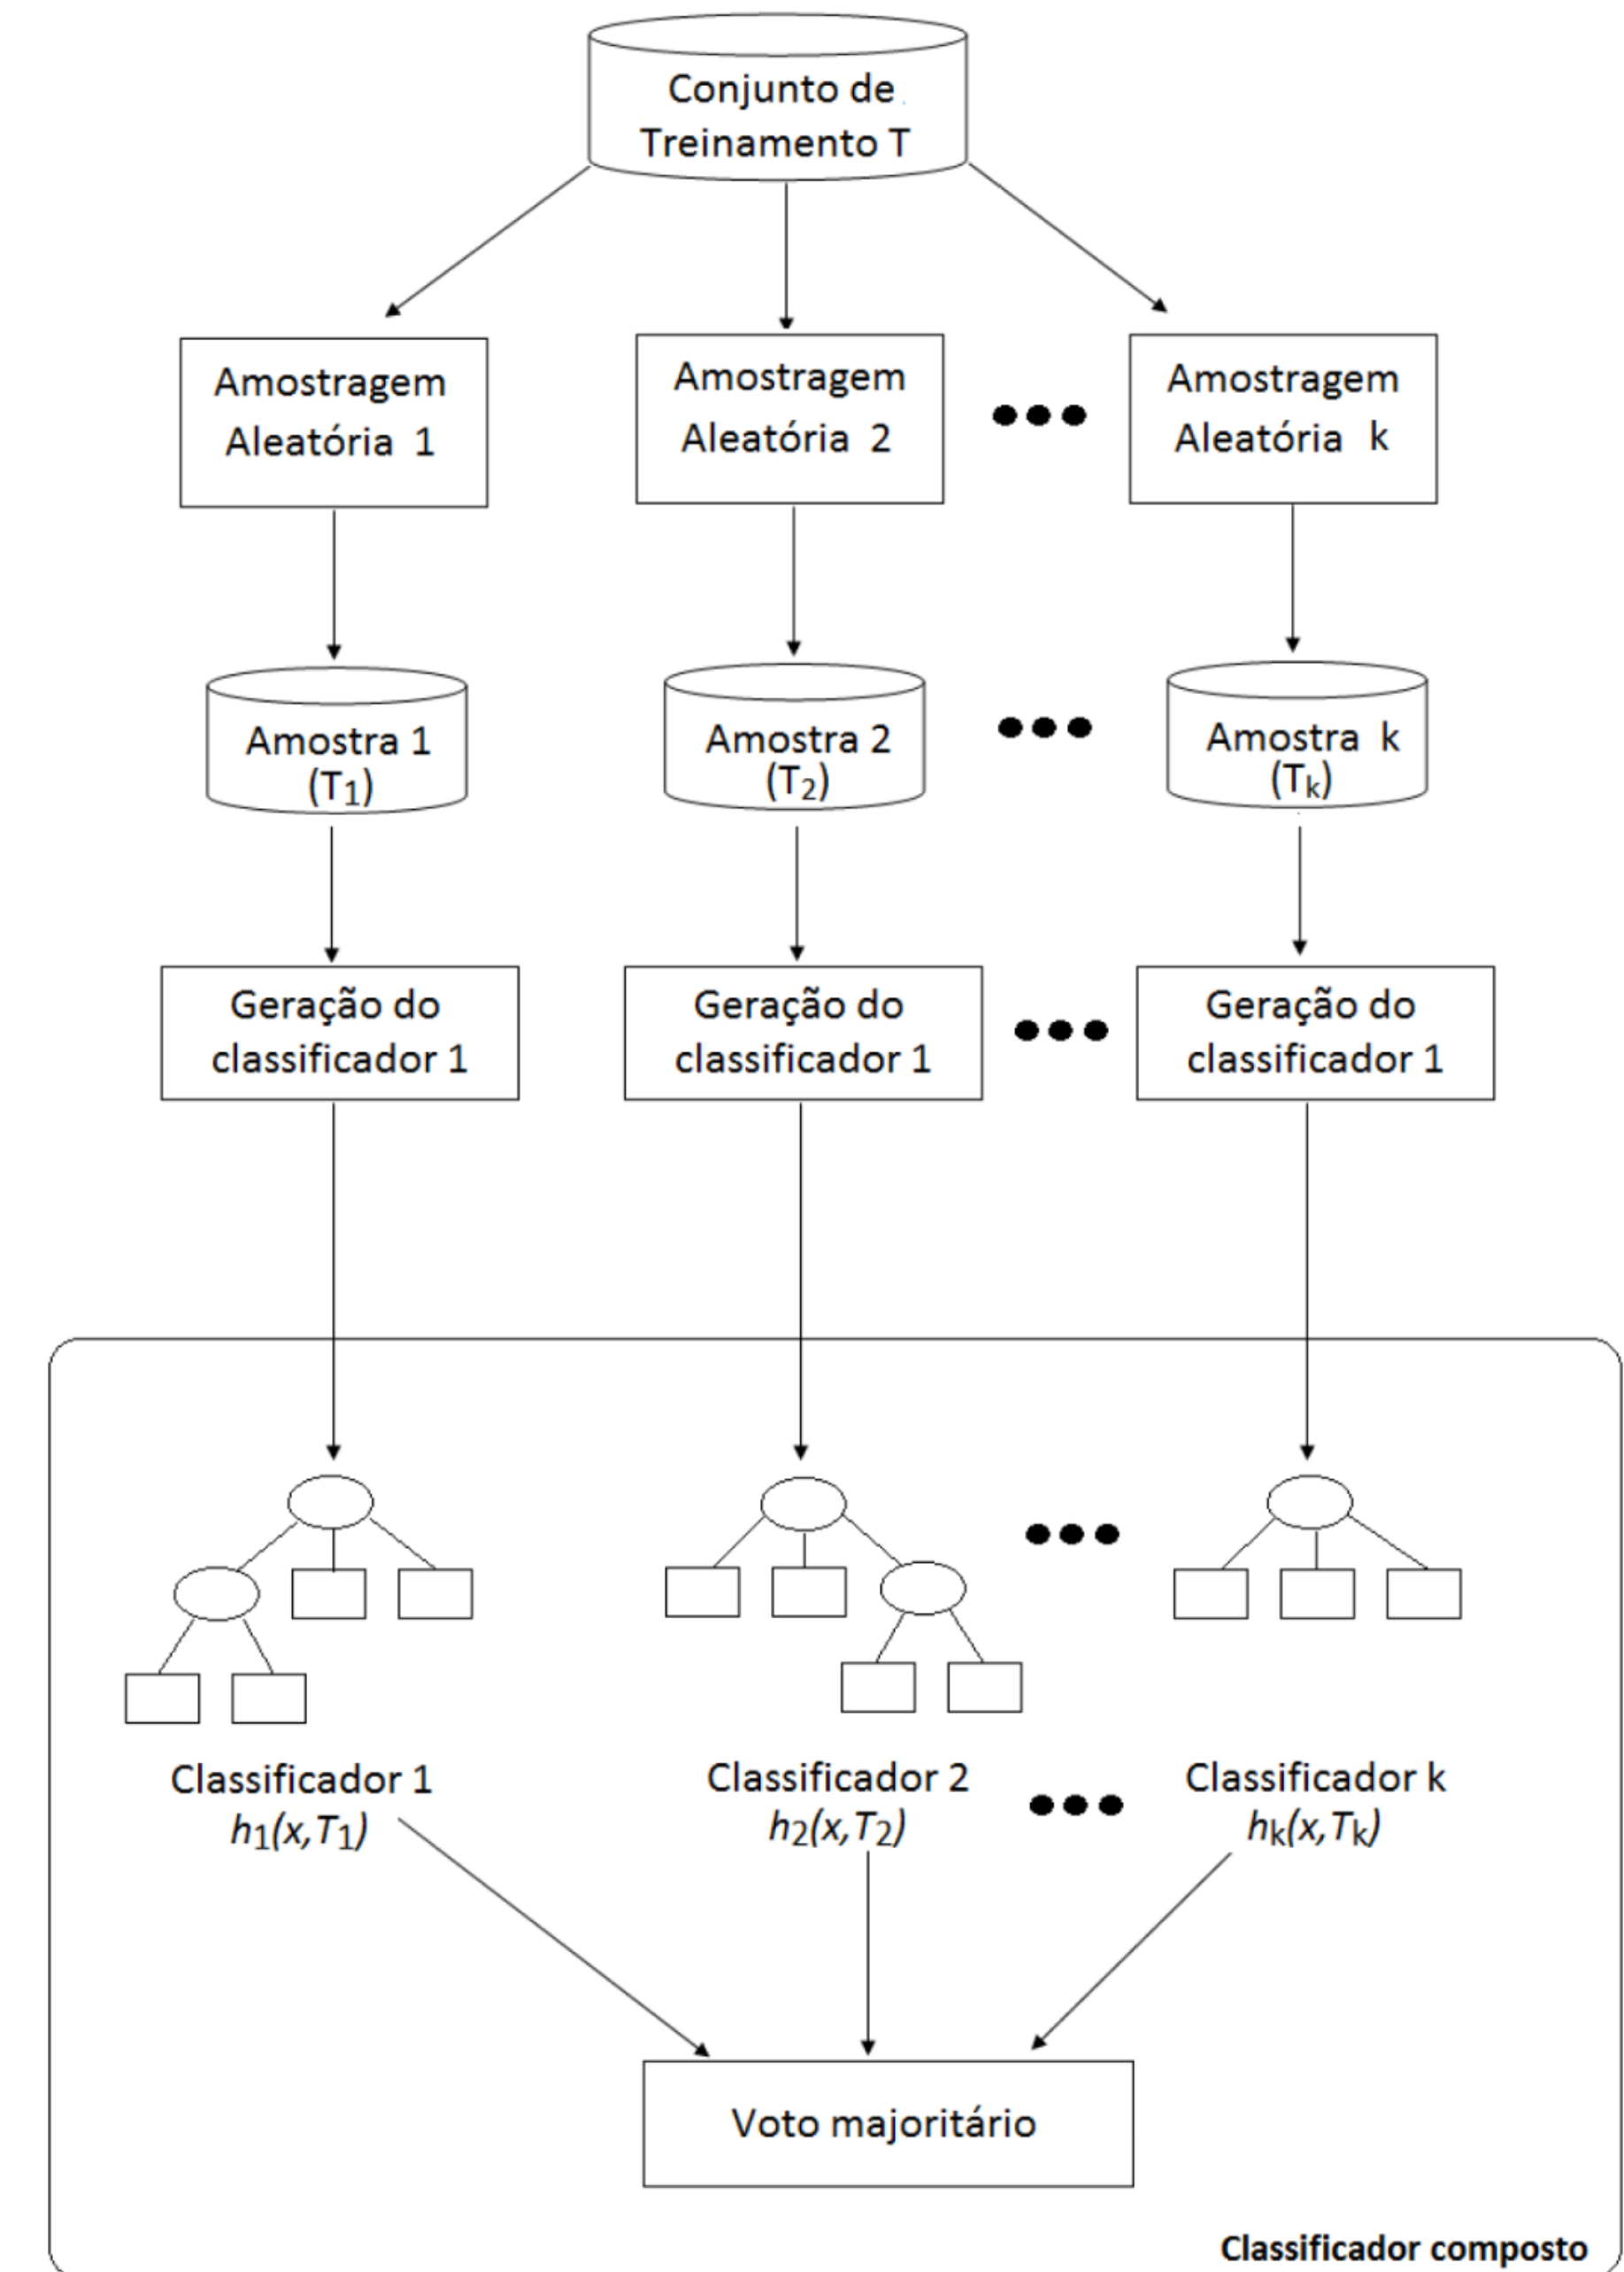 Conjunto de
Treinamento T
Amostragem
Aleatória 1
Amostragem
Aleatória 2
Amostragem
Aleatória k
Amostra 1
(T1)
Amostra 2
(T2)
Amostra k
(Tk)
Geração do
classificador 1
Geração do
classificador 1
Geração do
classificador 1
Classificador 1
h1(x,T1)
Classificador 2
h2(x,T2)
Classificador k
hk(x,Tk)
Voto majoritário
Classificador composto